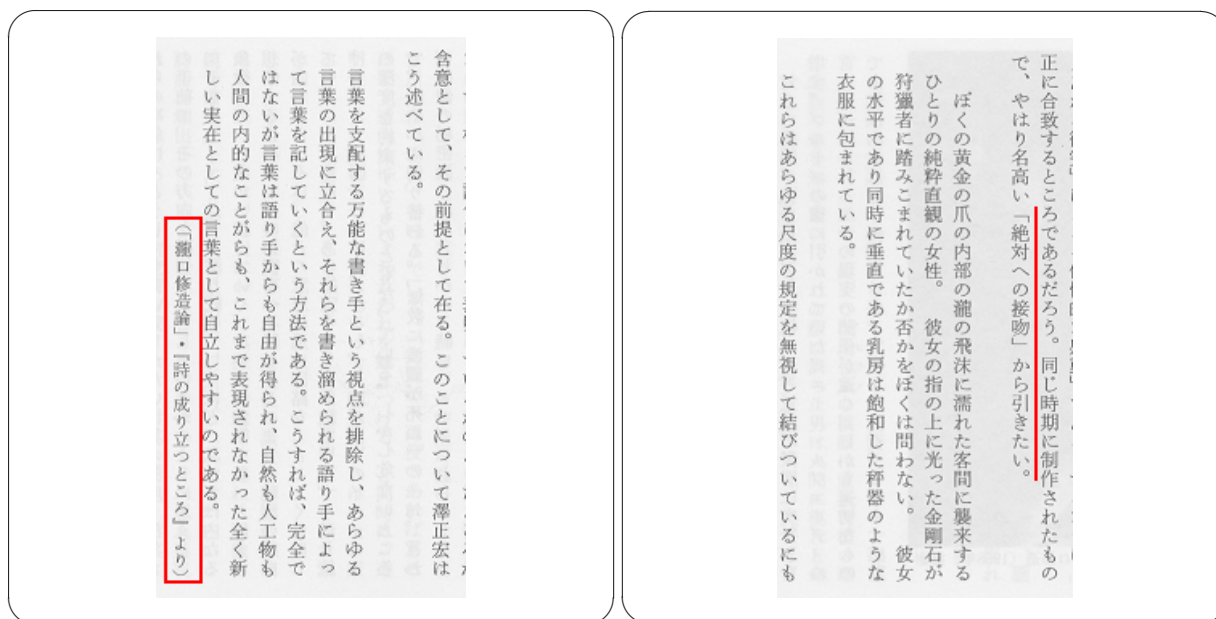 含意として、その前提として在る。このことについて澤正宏は
こう述べている。
言葉を支配する万能な書き手という視点を排除し、あらゆる
言葉の出現に立合え、それらを書き溜められる語り手によっ
て言葉を記していくという方法である。こうすれば、完全で
はないが言葉は語り手からも自由が得られ、自然も人工物も
人間の内的なことがらも、これまで表現されなかった全く新
しい実在としての言葉として自立しやすいのである。
(「瀧口修造論」・『詩の成り立つところ』より)
正に合致するところであるだろう。同じ時期に制作されたもの
で、やはり名高い「絶対への接吻」から引きたい。
ぼくの黄金の爪の内部の瀧の飛沫に濡れた客間に襲来する
ひとりの純粋直観の女性。 彼女の指の上に光った金剛石が
狩猟者に踏みこまれていたか否かをぼくは問わない。 彼女
の水平であり同時に垂直である乳房は飽和した秤器のような
衣服に包まれている。
これらはあらゆる尺度の規定を無視して結びついているにも